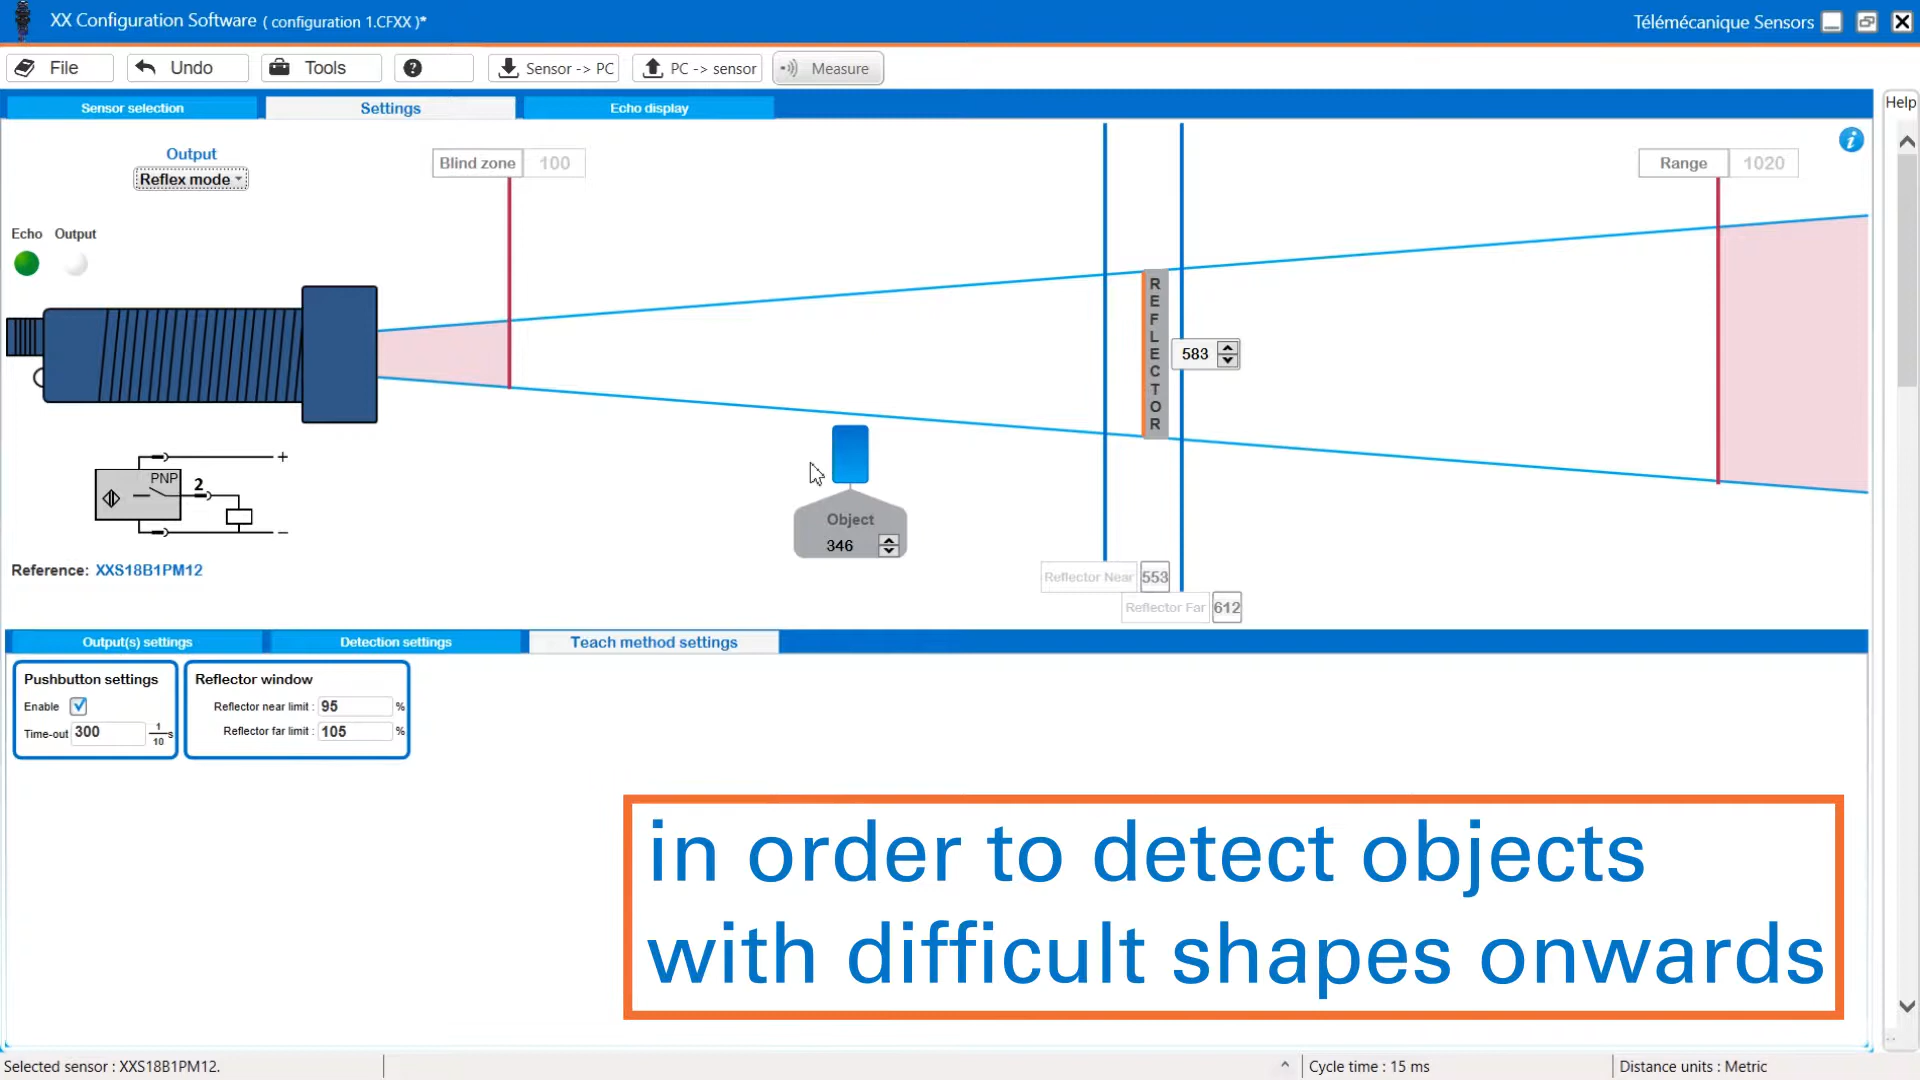 XX Configuration Software ( configuration 1.CFXX )*
Télémécanique Sensors
File
Undo
Tools
?
Sensor -> PC
PC -> sensor
Measure
Sensor selection
Settings
Echo display
Help
Output
Reflex mode
Blind zone 100
Range 1020
i
Echo Output
REFLECTOR
583
PNP
2
+
−
Object
346
Reference: XXS18B1PM12
Reflector Near 553
Reflector Far 612
Output(s) settings
Detection settings
Teach method settings
Pushbutton settings
Enable
Time-out 300 1/10 s
Reflector window
Reflector near limit : 95 %
Reflector far limit : 105 %
in order to detect objects
with difficult shapes onwards
Selected sensor : XXS18B1PM12.
Cycle time : 15 ms
Distance units : Metric